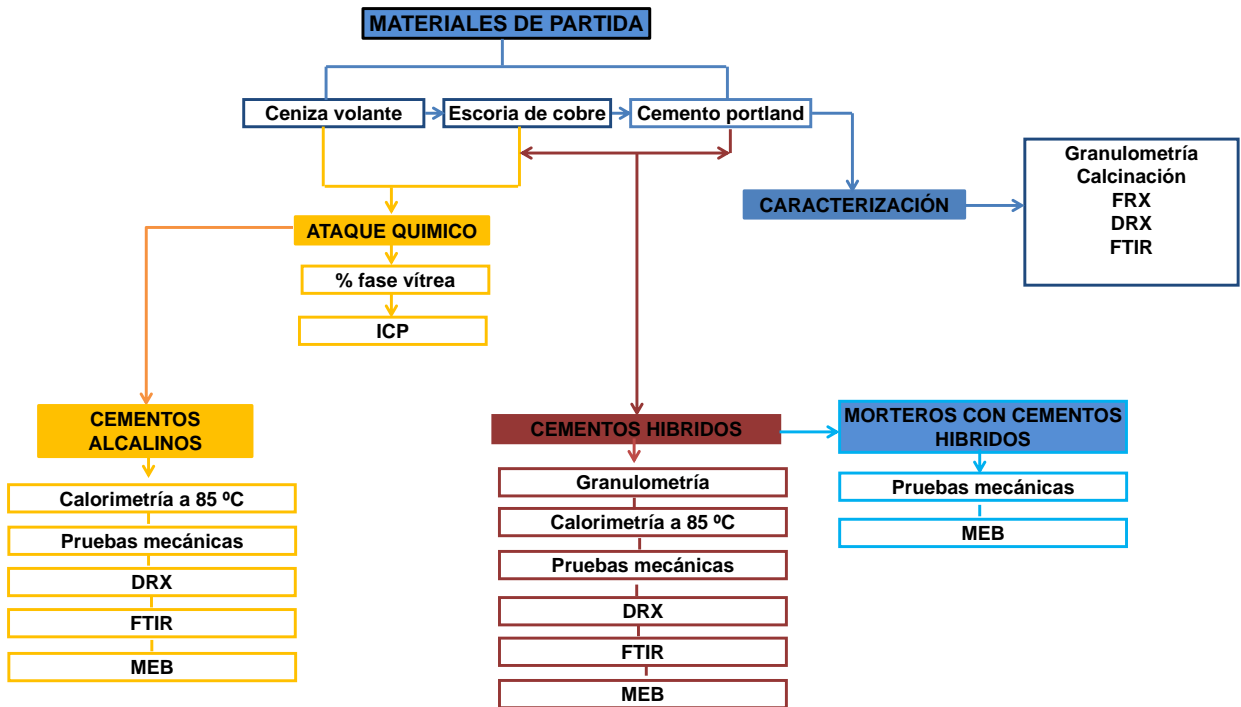 MATERIALES DE PARTIDA
Ceniza volante
Escoria de cobre
Cemento portland
Granulometría
Calcinación
FRX
DRX
FTIR
CARACTERIZACIÓN
ATAQUE QUIMICO
% fase vítrea
ICP
CEMENTOS
ALCALINOS
Calorimetría a 85 ºC
Pruebas mecánicas
DRX
FTIR
MEB
CEMENTOS HIBRIDOS
Granulometría
Calorimetría a 85 ºC
Pruebas mecánicas
DRX
FTIR
MEB
MORTEROS CON CEMENTOS
HIBRIDOS
Pruebas mecánicas
MEB